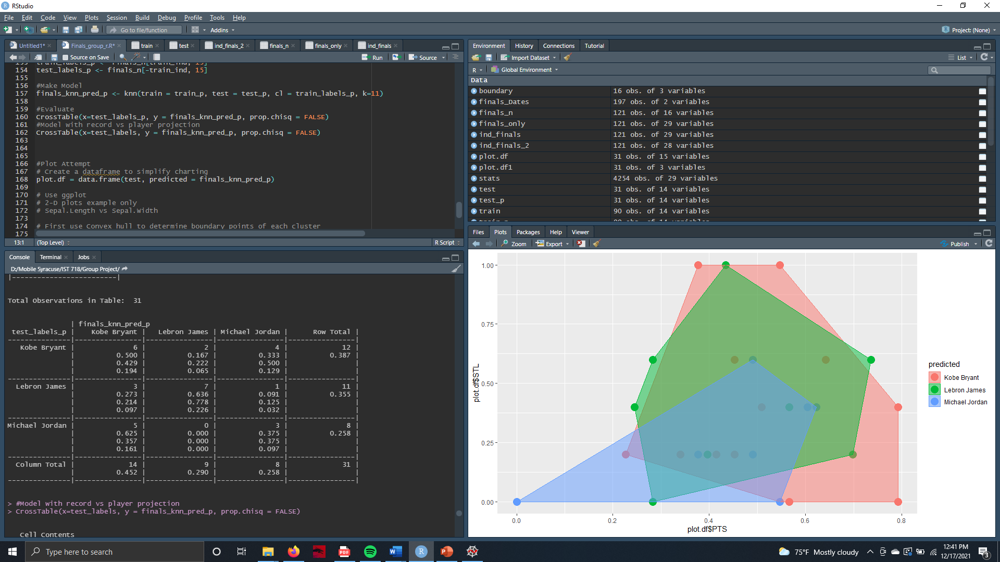 RStudio
File Edit Code View Plots Session Build Debug Profile Tools Help
Go to file/function Addins Project: (None)
Untitled1* Finals_group_r.R* train test ind_finals_2 finals_n finals_only ind_finals
Source on Save Run Source
154 test_labels_p <- finals_n[-train_ind, 15]
155
156 #Make Model
157 finals_knn_pred_p <- knn(train = train_p, test = test_p, cl = train_labels_p, k=11)
158
159 #Evaluate
160 CrossTable(x=test_labels_p, y = finals_knn_pred_p, prop.chisq = FALSE)
161 #Model with record vs player projection
162 CrossTable(x=test_labels, y = finals_knn_pred_p, prop.chisq = FALSE)
163
164
165
166 #Plot Attempt
167 # Create a dataframe to simplify charting
168 plot.df = data.frame(test, predicted = finals_knn_pred_p)
169
170 # Use ggplot
171 # 2-D plots example only
172 # Sepal.Length vs Sepal.Width
173
174 # First use Convex hull to determine boundary points of each cluster
175
13:1 (Top Level) R Script
Console Terminal Jobs
D:/Mobile Syracuse/IST 718/Group Project/
|-------------------------|
Total Observations in Table: 31
| finals_knn_pred_p
test_labels_p | Kobe Bryant | Lebron James | Michael Jordan | Row Total |
---------------|----------------|----------------|----------------|----------------|
Kobe Bryant | 6 | 2 | 4 | 12 |
| 0.500 | 0.167 | 0.333 | 0.387 |
| 0.429 | 0.222 | 0.500 | |
| 0.194 | 0.065 | 0.129 | |
---------------|----------------|----------------|----------------|----------------|
Lebron James | 3 | 7 | 1 | 11 |
| 0.273 | 0.636 | 0.091 | 0.355 |
| 0.214 | 0.778 | 0.125 | |
| 0.097 | 0.226 | 0.032 | |
---------------|----------------|----------------|----------------|----------------|
Michael Jordan | 5 | 0 | 3 | 8 |
| 0.625 | 0.000 | 0.375 | 0.258 |
| 0.357 | 0.000 | 0.375 | |
| 0.161 | 0.000 | 0.097 | |
---------------|----------------|----------------|----------------|----------------|
Column Total | 14 | 9 | 8 | 31 |
| 0.452 | 0.290 | 0.258 | |
---------------|----------------|----------------|----------------|----------------|
> #Model with record vs player projection
> CrossTable(x=test_labels, y = finals_knn_pred_p, prop.chisq = FALSE)
Cell Contents
Environment History Connections Tutorial
Import Dataset List
R Global Environment
Data
boundary 16 obs. of 3 variables
finals_Dates 197 obs. of 2 variables
finals_n 121 obs. of 16 variables
finals_only 121 obs. of 29 variables
ind_finals 121 obs. of 29 variables
ind_finals_2 121 obs. of 28 variables
plot.df 31 obs. of 15 variables
plot.df1 31 obs. of 3 variables
stats 4254 obs. of 29 variables
test 31 obs. of 14 variables
test_p 31 obs. of 14 variables
train 90 obs. of 14 variables
Files Plots Packages Help Viewer
Zoom Export Publish
1.00
0.75
0.50
0.25
0.00
plot.df$STL
0.0 0.2 0.4 0.6 0.8
plot.df$PTS
predicted
Kobe Bryant
Lebron James
Michael Jordan
Type here to search
PDF
75°F Mostly cloudy
12:41 PM
12/17/2021
3